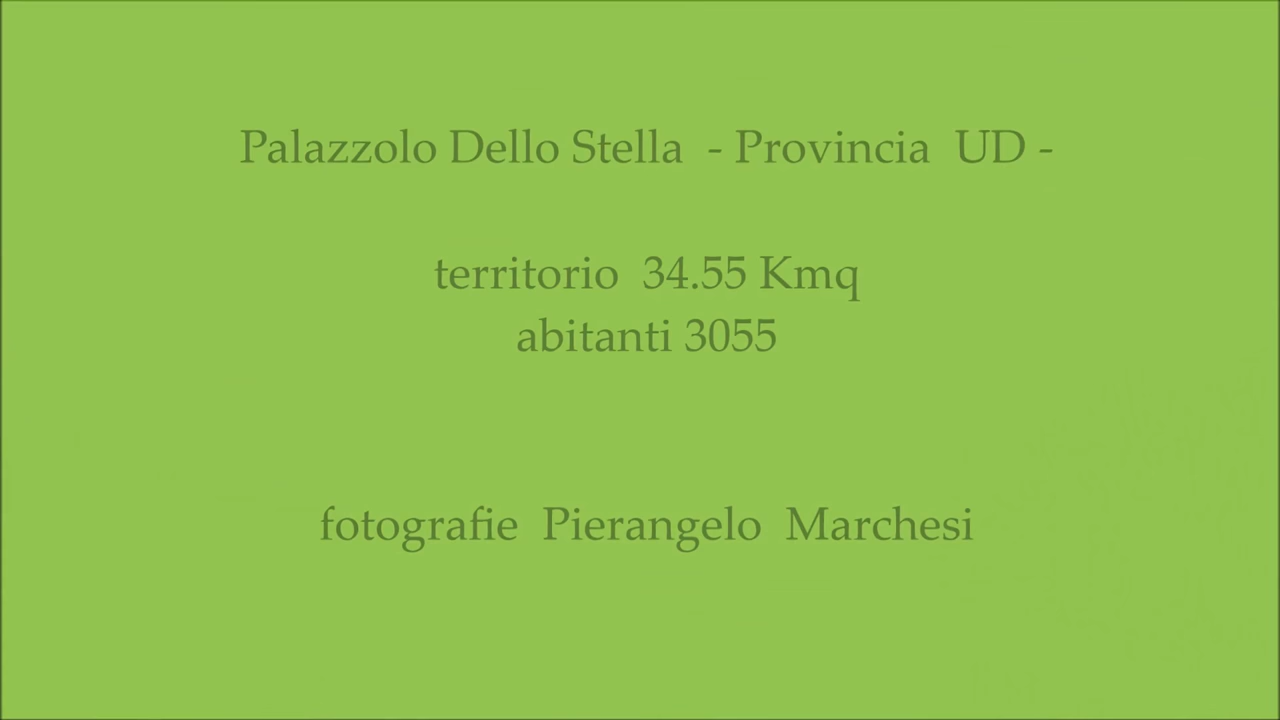 Palazzolo Dello Stella - Provincia UD -
territorio 34.55 Kmq
abitanti 3055
fotografie Pierangelo Marchesi